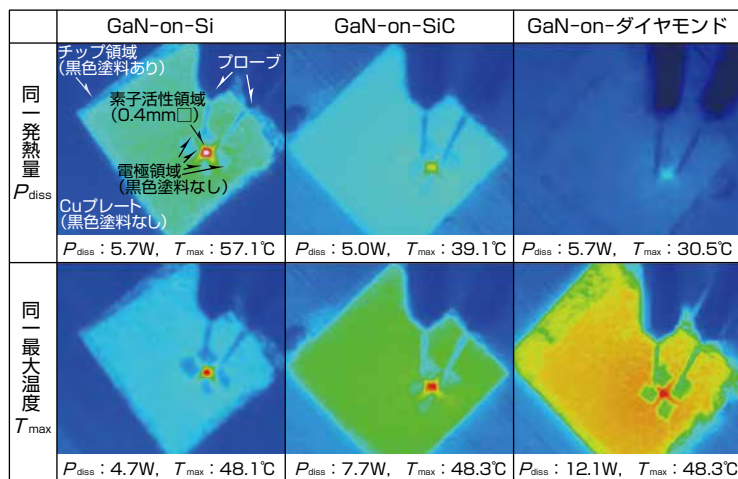 GaN-on-Si
GaN-on-SiC
GaN-on-ダイヤモンド
同一発熱量
Pdiss
チップ領域
(黒色塗料あり)
プローブ
素子活性領域
(0.4mm□)
電極領域
(黒色塗料なし)
Cuプレート
(黒色塗料なし)
Pdiss:5.7W, Tmax:57.1℃
Pdiss:5.0W, Tmax:39.1℃
Pdiss:5.7W, Tmax:30.5℃
同一最大温度
Tmax
Pdiss:4.7W, Tmax:48.1℃
Pdiss:7.7W, Tmax:48.3℃
Pdiss:12.1W, Tmax:48.3℃